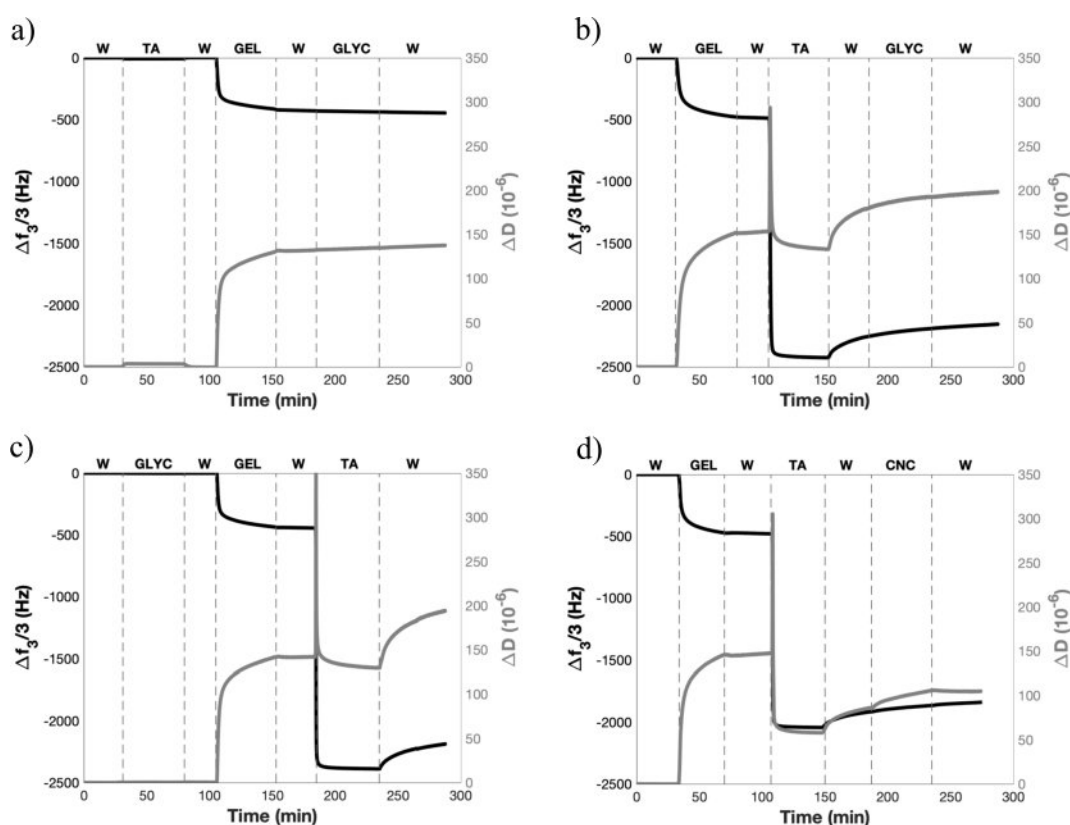 a)
W TA W GEL W GLYC W
0 350
-500 300
-1000 250
-1500 200
-2000 150
-2500 100
50
0
Δf₃/3 (Hz)
ΔD (10⁻⁶)
0 50 100 150 200 250 300
Time (min)
b)
W GEL W TA W GLYC W
0 350
-500 300
-1000 250
-1500 200
-2000 150
-2500 100
50
0
Δf₃/3 (Hz)
ΔD (10⁻⁶)
0 50 100 150 200 250 300
Time (min)
c)
W GLYC W GEL W TA W
0 350
-500 300
-1000 250
-1500 200
-2000 150
-2500 100
50
0
Δf₃/3 (Hz)
ΔD (10⁻⁶)
0 50 100 150 200 250 300
Time (min)
d)
W GEL W TA W CNC W
0 350
-500 300
-1000 250
-1500 200
-2000 150
-2500 100
50
0
Δf₃/3 (Hz)
ΔD (10⁻⁶)
0 50 100 150 200 250 300
Time (min)